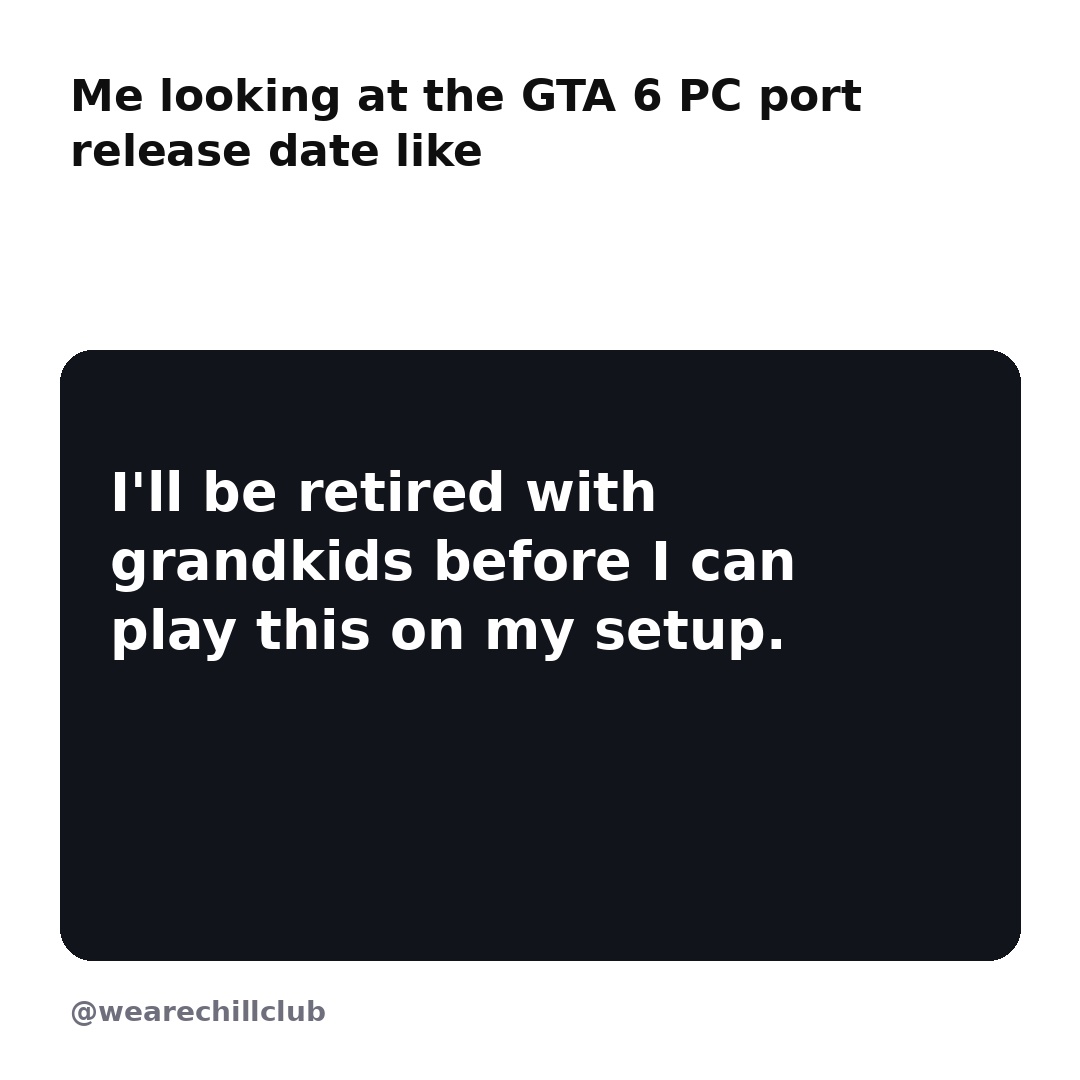 Me looking at the GTA 6 PC port
release date like
I'll be retired with
grandkids before I can
play this on my setup.
@wearechillclub